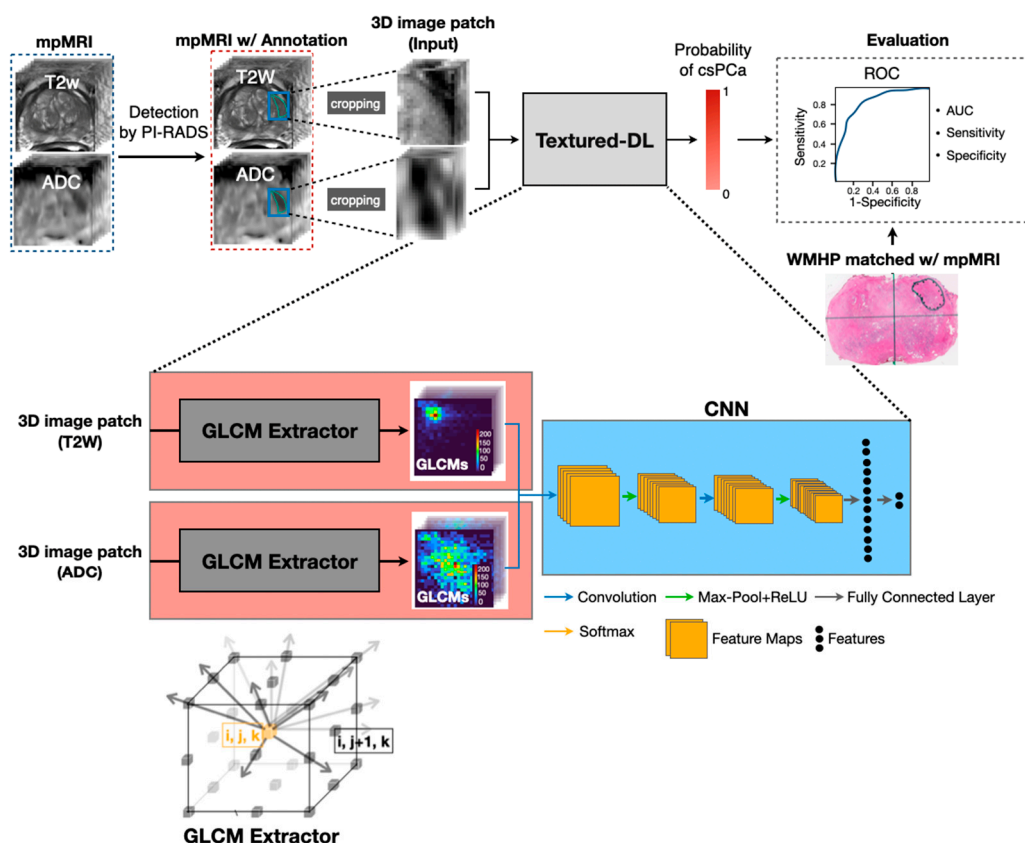 mpMRI
T2w
ADC
Detection
by PI-RADS
mpMRI w/ Annotation
T2W
ADC
cropping
cropping
3D image patch
(Input)
Textured-DL
Probability
of csPCa
1
0
Evaluation
ROC
Sensitivity
0.8
0.6
0.4
0.2
0.2 0.4 0.6 0.8
1-Specificity
• AUC
• Sensitivity
• Specificity
WMHP matched w/ mpMRI
3D image patch
(T2W)
GLCM Extractor
200
150
100
50
0
GLCMs
3D image patch
(ADC)
GLCM Extractor
200
150
100
50
0
GLCMs
CNN
Convolution
Max-Pool+ReLU
Fully Connected Layer
Softmax
Feature Maps
Features
i, j, k
i, j+1, k
GLCM Extractor